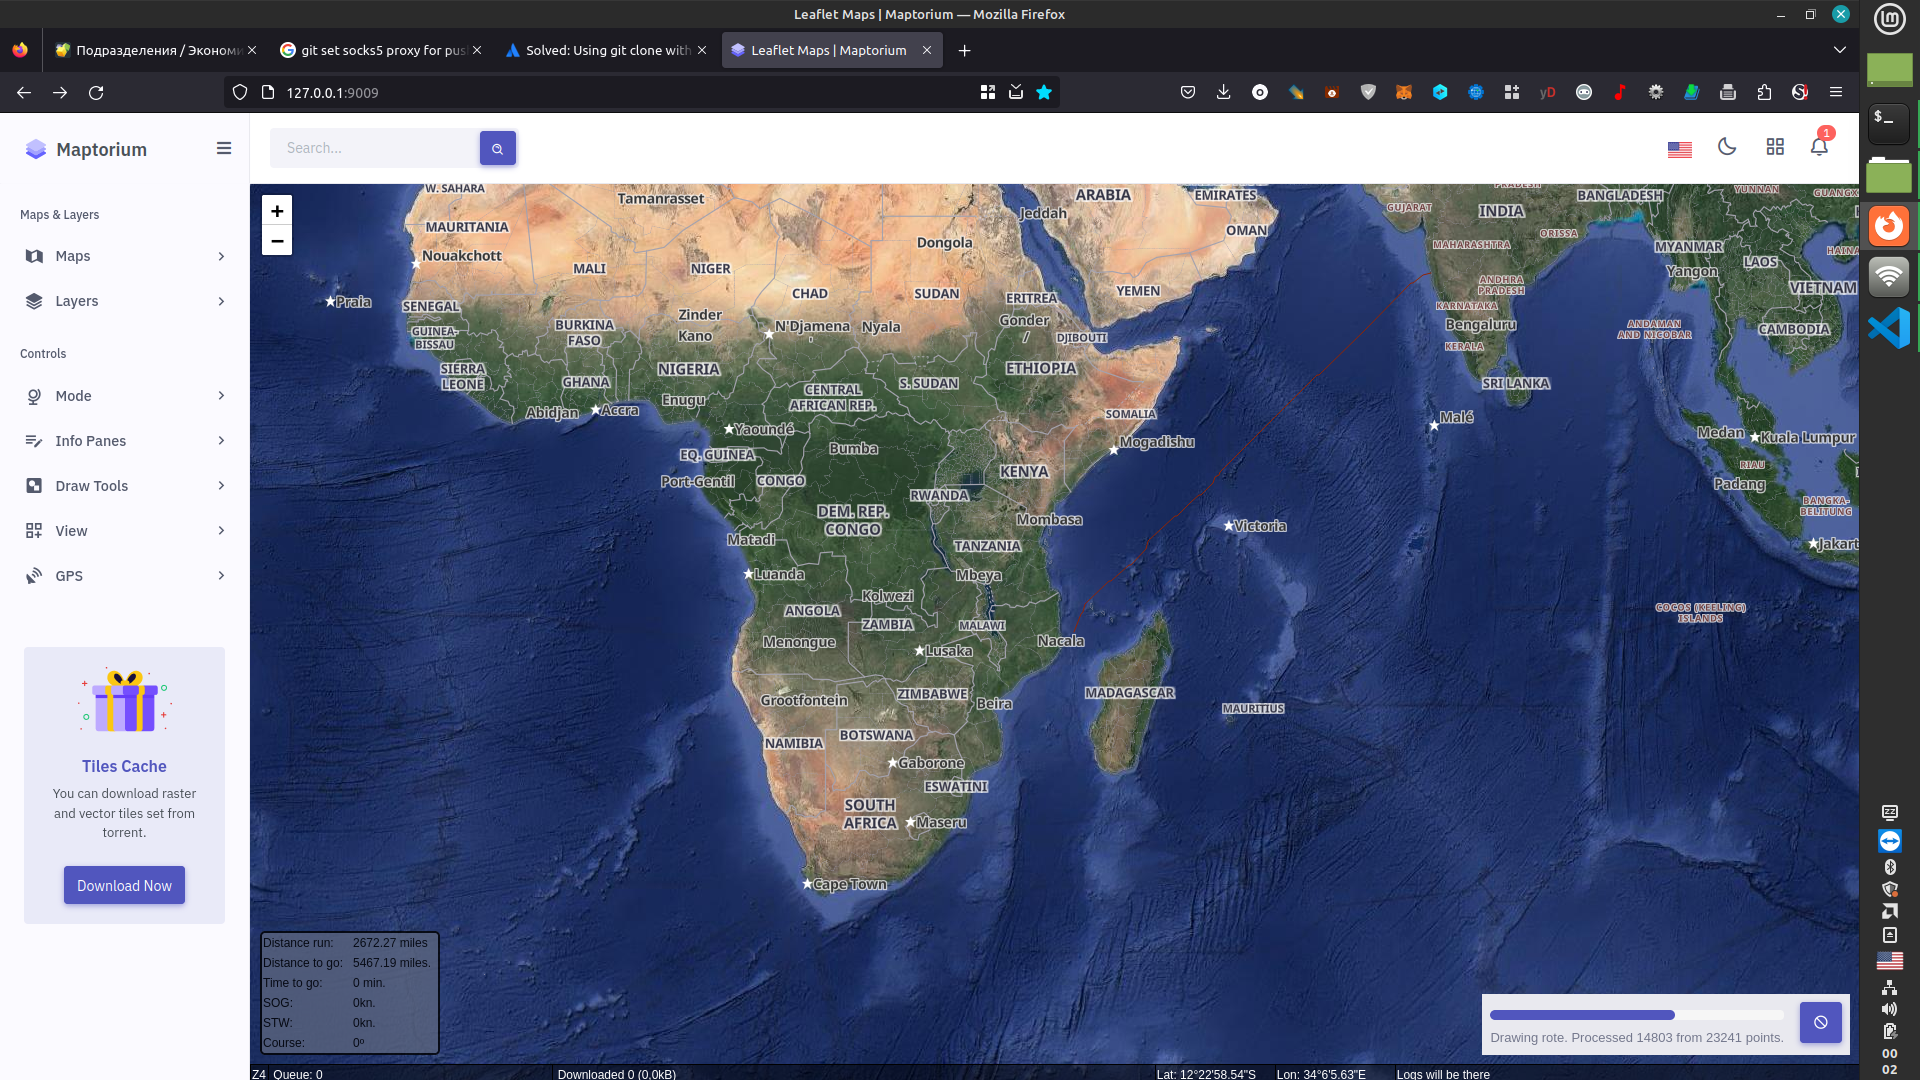 Leaflet Maps | Maptorium — Mozilla Firefox
Подразделения / Эконом
git set socks5 proxy for pus
Solved: Using git clone with
Leaflet Maps | Maptorium
127.0.0.1:9009
Maptorium
Search...
1
Maps & Layers
Maps
Layers
Controls
Mode
Info Panes
Draw Tools
View
GPS
Tiles Cache
You can download raster
and vector tiles set from
torrent.
Download Now
+
−
W. SAHARA
Tamanrasset
ARABIA
EMIRATES
Jeddah
MAURITANIA
OMAN
Dongola
Nouakchott
MALI
NIGER
CHAD
SUDAN
YEMEN
Praia
SENEGAL
ERITREA
Zinder
Gonder
GUINEA-
BISSAU
BURKINA
FASO
Kano
N'Djamena
Nyala
DJIBOUTI
SIERRA
LEONE
GHANA
NIGERIA
CENTRAL
AFRICAN REP.
S. SUDAN
ETHIOPIA
Enugu
Abidjan
Accra
SOMALIA
Yaoundé
Mogadishu
Bumba
EQ. GUINEA
KENYA
Port-Gentil
CONGO
RWANDA
DEM. REP.
CONGO
Mombasa
Victoria
Matadi
TANZANIA
Luanda
Mbeya
Kolwezi
ANGOLA
ZAMBIA
MALAWI
Menongue
Nacala
Lusaka
ZIMBABWE
MADAGASCAR
Grootfontein
Beira
MAURITIUS
BOTSWANA
NAMIBIA
Gaborone
ESWATINI
SOUTH
AFRICA
Maseru
Cape Town
BANGLADESH
YUNNAN
GUJARAT
INDIA
MAHARASHTRA
ORISSA
MYANMAR
Yangon
LAOS
ANDHRA
PRADESH
VIETNAM
KARNATAKA
Bengaluru
ANDAMAN
AND NICOBAR
CAMBODIA
KERALA
SRI LANKA
Malé
Medan
Kuala Lumpur
RIAU
Padang
BANGKA-
BELITUNG
Jakart
COCOS (KEELING)
ISLANDS
Distance run: 2672.27 miles
Distance to go: 5467.19 miles.
Time to go: 0 min.
SOG: 0kn.
STW: 0kn.
Course: 0º
Drawing rote. Processed 14803 from 23241 points.
Z4 Queue: 0 Downloaded 0 (0,0kB) Lat: 12°22'58.54"S Lon: 34°6'5.63"E Logs will be there
00
02